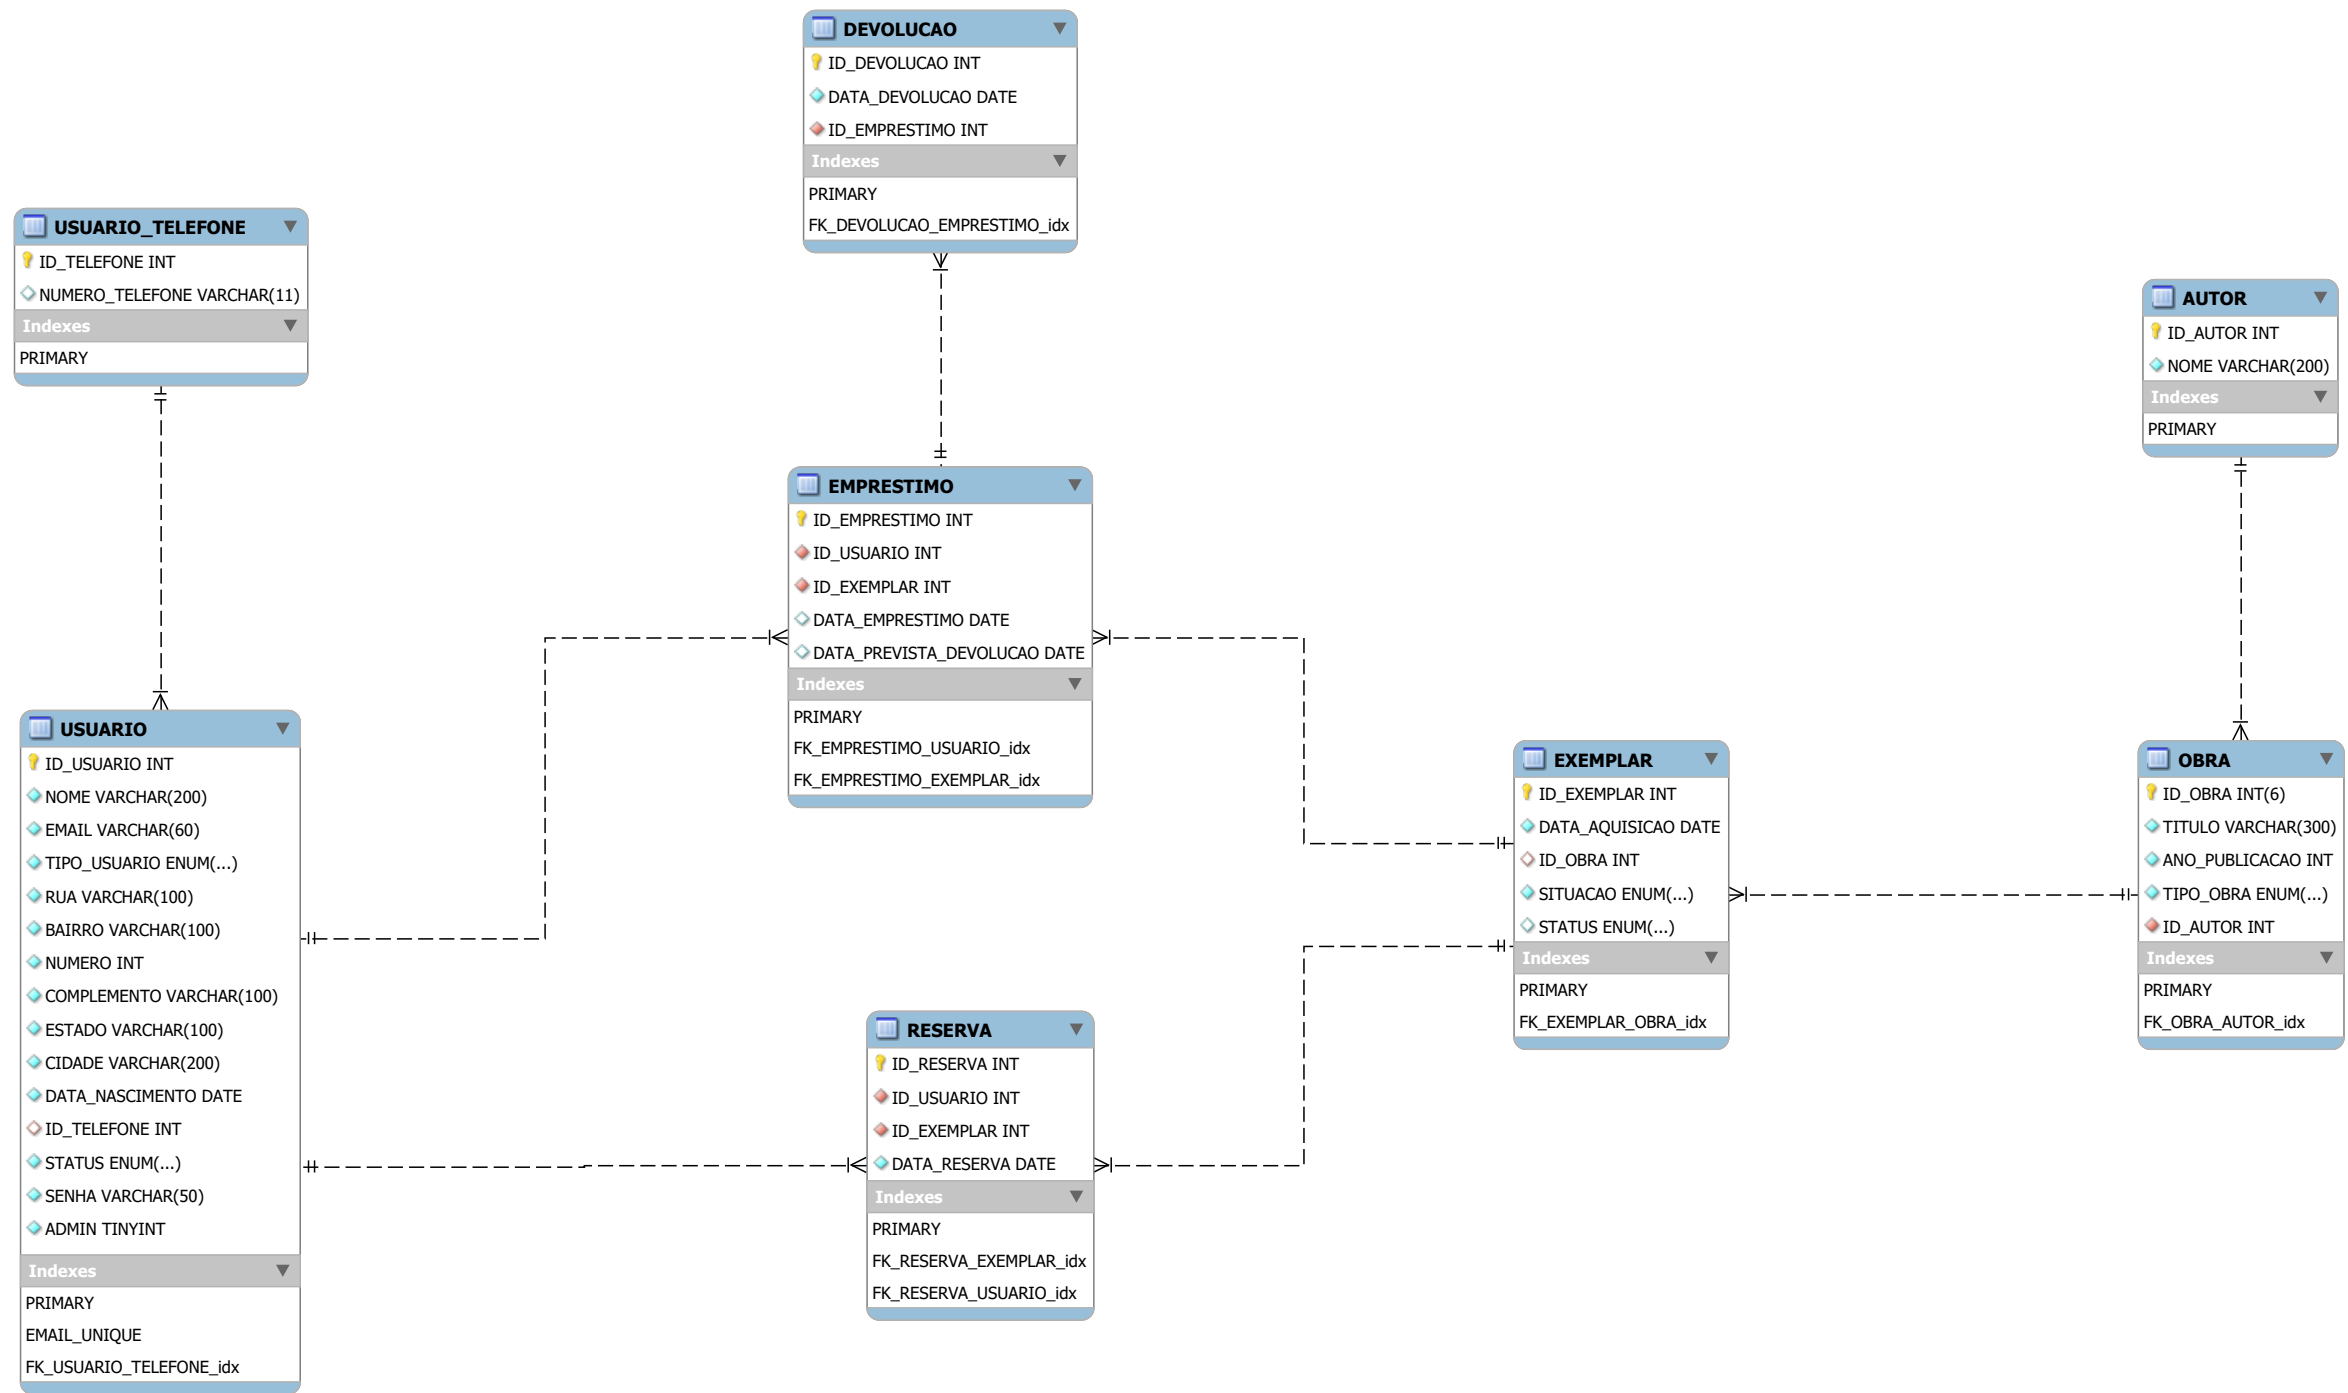 DEVOLUCAO
ID_DEVOLUCAO INT
DATA_DEVOLUCAO DATE
ID_EMPRESTIMO INT
Indexes
PRIMARY
FK_DEVOLUCAO_EMPRESTIMO_idx
USUARIO_TELEFONE
ID_TELEFONE INT
NUMERO_TELEFONE VARCHAR(11)
Indexes
PRIMARY
AUTOR
ID_AUTOR INT
NOME VARCHAR(200)
Indexes
PRIMARY
EMPRESTIMO
ID_EMPRESTIMO INT
ID_USUARIO INT
ID_EXEMPLAR INT
DATA_EMPRESTIMO DATE
DATA_PREVISTA_DEVOLUCAO DATE
Indexes
PRIMARY
FK_EMPRESTIMO_USUARIO_idx
FK_EMPRESTIMO_EXEMPLAR_idx
USUARIO
ID_USUARIO INT
NOME VARCHAR(200)
EMAIL VARCHAR(60)
TIPO_USUARIO ENUM(...)
RUA VARCHAR(100)
BAIRRO VARCHAR(100)
NUMERO INT
COMPLEMENTO VARCHAR(100)
ESTADO VARCHAR(100)
CIDADE VARCHAR(200)
DATA_NASCIMENTO DATE
ID_TELEFONE INT
STATUS ENUM(...)
SENHA VARCHAR(50)
ADMIN TINYINT
Indexes
PRIMARY
EMAIL_UNIQUE
FK_USUARIO_TELEFONE_idx
EXEMPLAR
ID_EXEMPLAR INT
DATA_AQUISICAO DATE
ID_OBRA INT
SITUACAO ENUM(...)
STATUS ENUM(...)
Indexes
PRIMARY
FK_EXEMPLAR_OBRA_idx
OBRA
ID_OBRA INT(6)
TITULO VARCHAR(300)
ANO_PUBLICACAO INT
TIPO_OBRA ENUM(...)
ID_AUTOR INT
Indexes
PRIMARY
FK_OBRA_AUTOR_idx
RESERVA
ID_RESERVA INT
ID_USUARIO INT
ID_EXEMPLAR INT
DATA_RESERVA DATE
Indexes
PRIMARY
FK_RESERVA_EXEMPLAR_idx
FK_RESERVA_USUARIO_idx